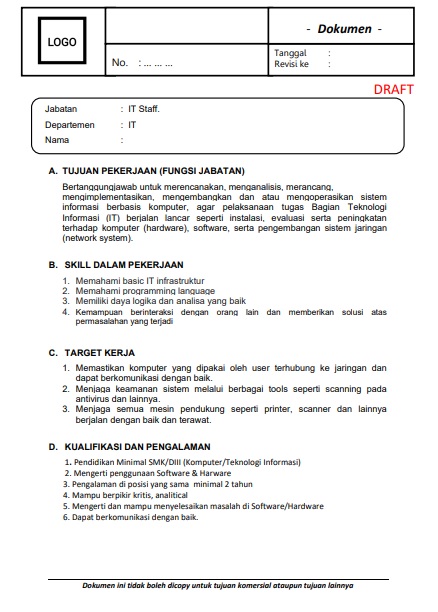 LOGO
- Dokumen -
No. : ... ... ...
Tanggal :
Revisi ke :
DRAFT
Jabatan : IT Staff.
Departemen : IT
Nama :
A. TUJUAN PEKERJAAN (FUNGSI JABATAN)
Bertanggungjawab untuk merencanakan, menganalisis, merancang,
mengimplementasikan, mengembangkan dan atau mengoperasikan sistem
informasi berbasis komputer, agar pelaksanaan tugas Bagian Teknologi
Informasi (IT) berjalan lancar seperti instalasi, evaluasi serta peningkatan
terhadap komputer (hardware), software, serta pengembangan sistem jaringan
(network system).
B. SKILL DALAM PEKERJAAN
1. Memahami basic IT infrastruktur
2. Memahami programming language
3. Memiliki daya logika dan analisa yang baik
4. Kemampuan berinteraksi dengan orang lain dan memberikan solusi atas
permasalahan yang terjadi
C. TARGET KERJA
1. Memastikan komputer yang dipakai oleh user terhubung ke jaringan dan
dapat berkomunikasi dengan baik.
2. Menjaga keamanan sistem melalui berbagai tools seperti scanning pada
antivirus dan lainnya.
3. Menjaga semua mesin pendukung seperti printer, scanner dan lainnya
berjalan dengan baik dan terawat.
D. KUALIFIKASI DAN PENGALAMAN
1. Pendidikan Minimal SMK/DIII (Komputer/Teknologi Informasi)
2. Mengerti penggunaan Software & Harware
3. Pengalaman di posisi yang sama minimal 2 tahun
4. Mampu berpikir kritis, analitical
5. Mengerti dan mampu menyelesaikan masalah di Software/Hardware
6. Dapat berkomunikasi dengan baik.
Dokumen ini tidak boleh dicopy untuk tujuan komersial ataupun tujuan lainnya